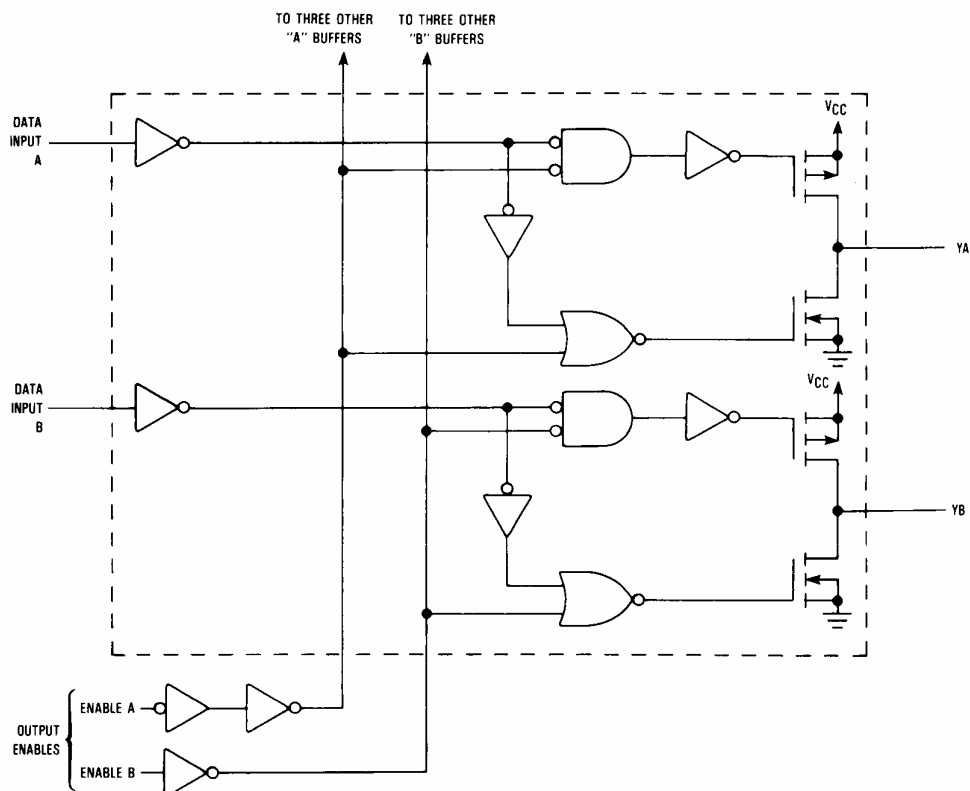 TO THREE OTHER
"A" BUFFERS
TO THREE OTHER
"B" BUFFERS
DATA
INPUT
A
VCC
YA
DATA
INPUT
B
VCC
YB
OUTPUT
ENABLES
ENABLE A
ENABLE B